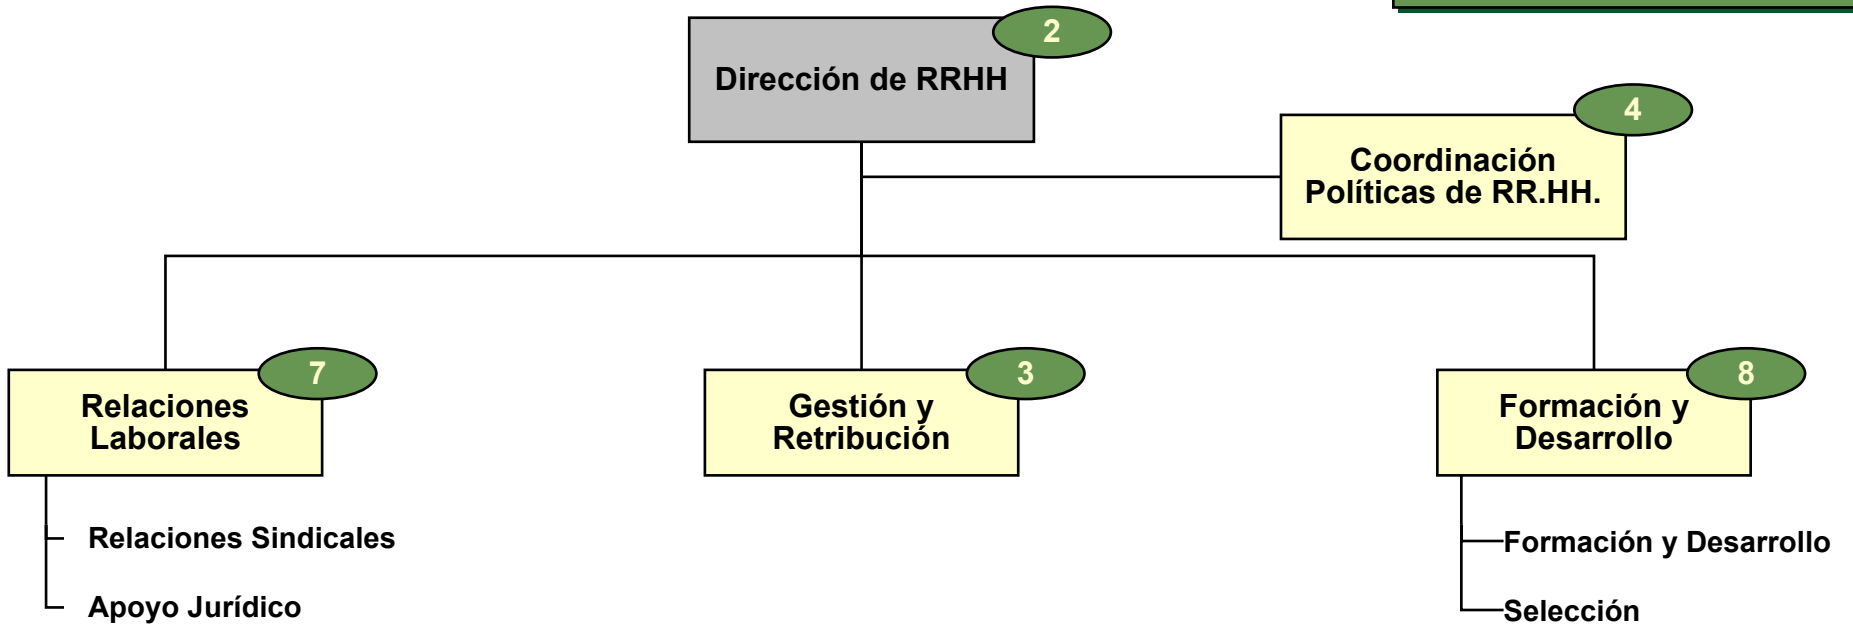 2
Dirección de RRHH
4
Coordinación
Políticas de RR.HH.
7
Relaciones
Laborales
3
Gestión y
Retribución
8
Formación y
Desarrollo
Relaciones Sindicales
Apoyo Jurídico
Formación y Desarrollo
Selección